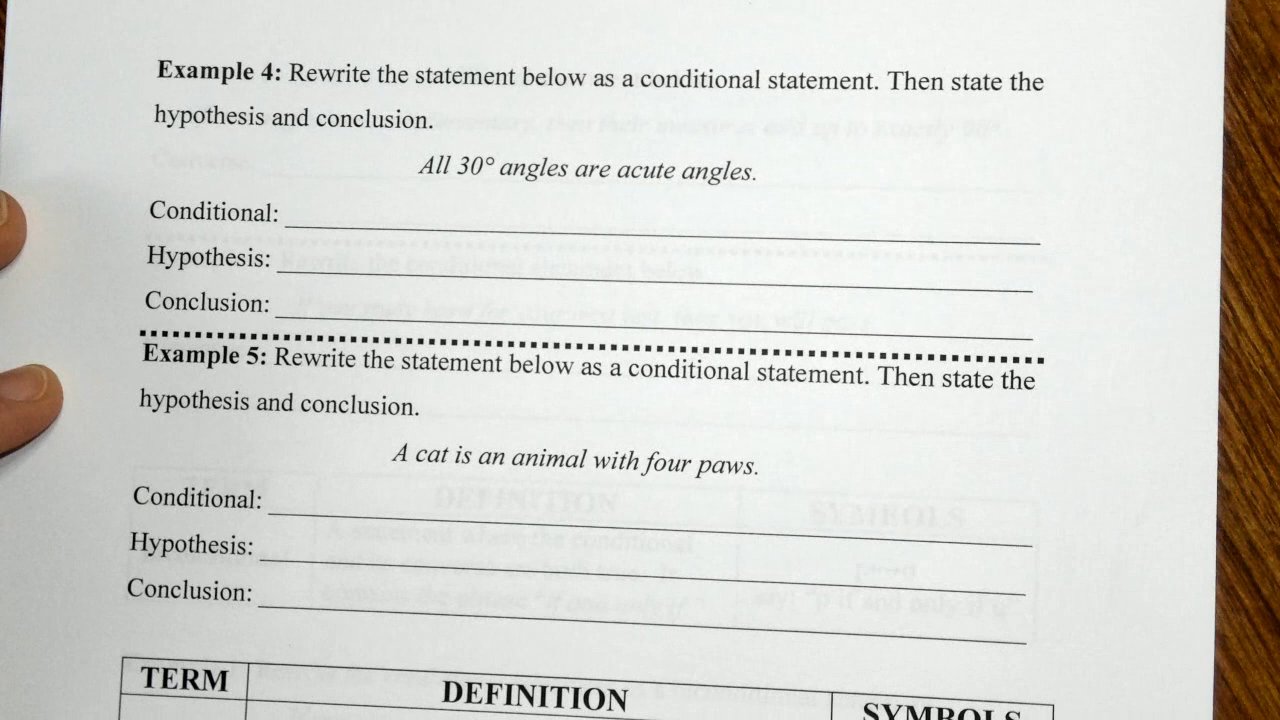 Example 4: Rewrite the statement below as a conditional statement. Then state the
hypothesis and conclusion.
All 30° angles are acute angles.
Conditional:
Hypothesis:
Conclusion:
Example 5: Rewrite the statement below as a conditional statement. Then state the
hypothesis and conclusion.
A cat is an animal with four paws.
Conditional:
Hypothesis:
Conclusion:
TERM DEFINITION SYMBOLS